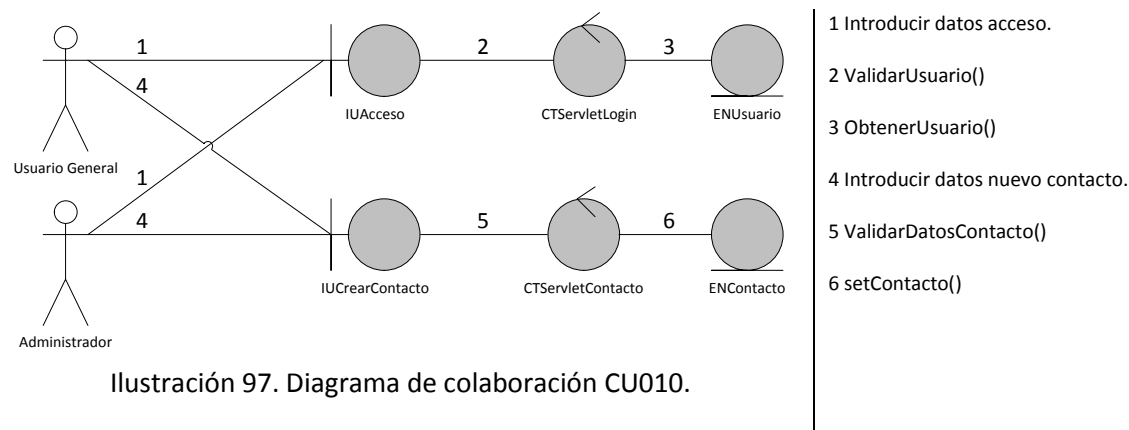 1
2
3
4
IUAcceso
CTServletLogin
ENUsuario
Usuario General
1
4
5
6
IUCrearContacto
CTServletContacto
ENContacto
Administrador
Ilustración 97. Diagrama de colaboración CU010.
1 Introducir datos acceso.
2 ValidarUsuario()
3 ObtenerUsuario()
4 Introducir datos nuevo contacto.
5 ValidarDatosContacto()
6 setContacto()